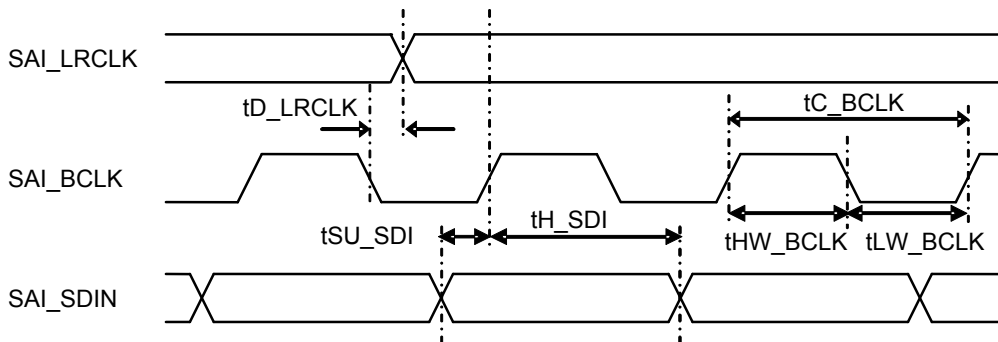 SAI_LRCLK
tD_LRCLK
tC_BCLK
SAI_BCLK
tSU_SDI
tH_SDI
tHW_BCLK
tLW_BCLK
SAI_SDIN